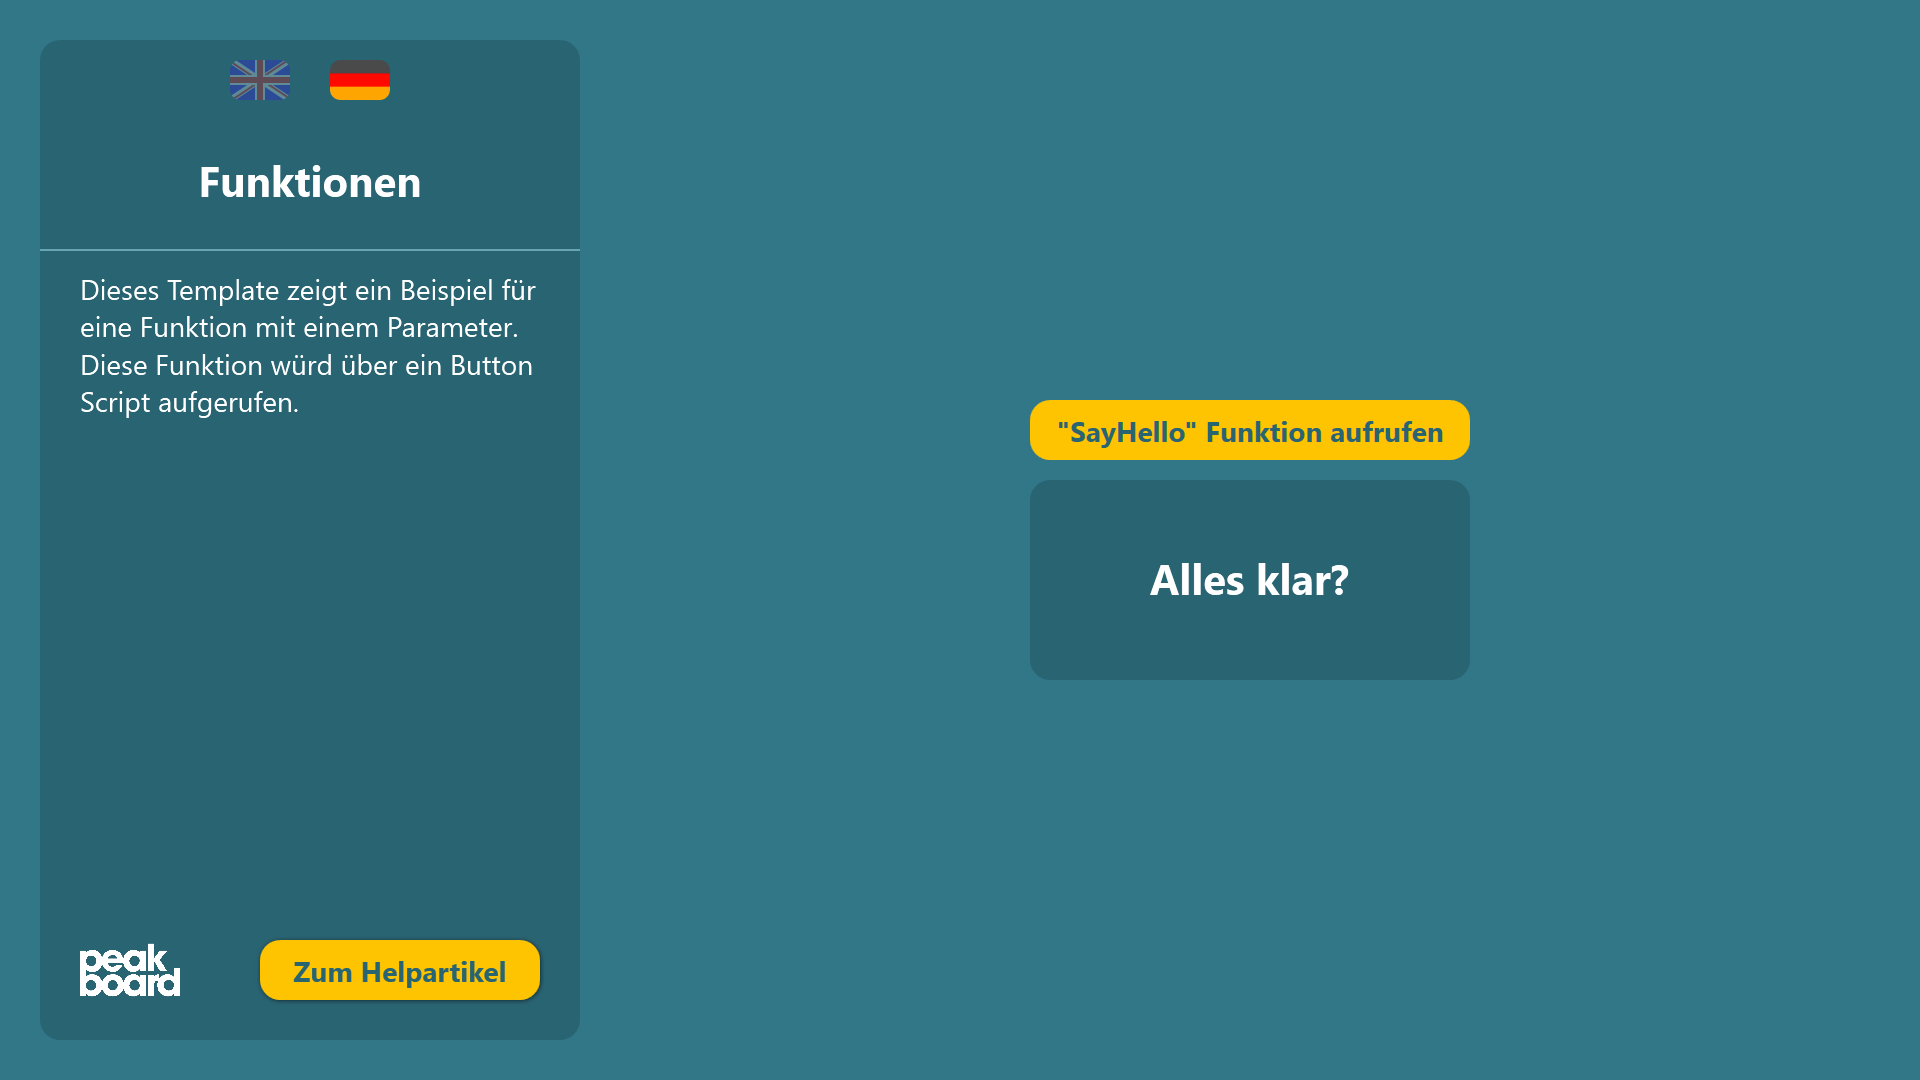 Funktionen
Dieses Template zeigt ein Beispiel für
eine Funktion mit einem Parameter.
Diese Funktion würd über ein Button
Script aufgerufen.
peak
board
Zum Helpartikel
"SayHello" Funktion aufrufen
Alles klar?